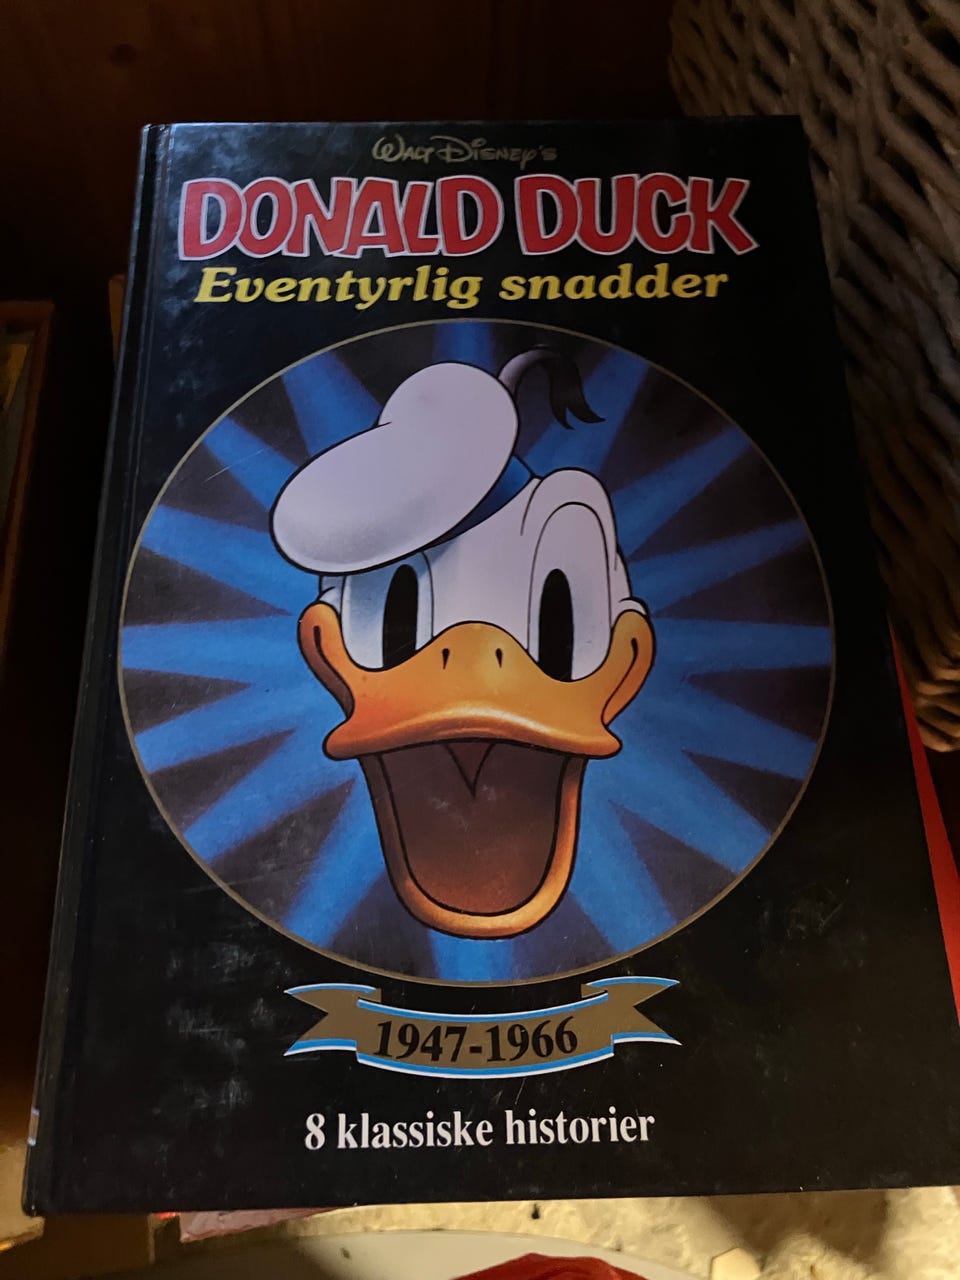 Walt Disney's
DONALD DUCK
Eventyrlig snadder
1947-1966
8 klassiske historier